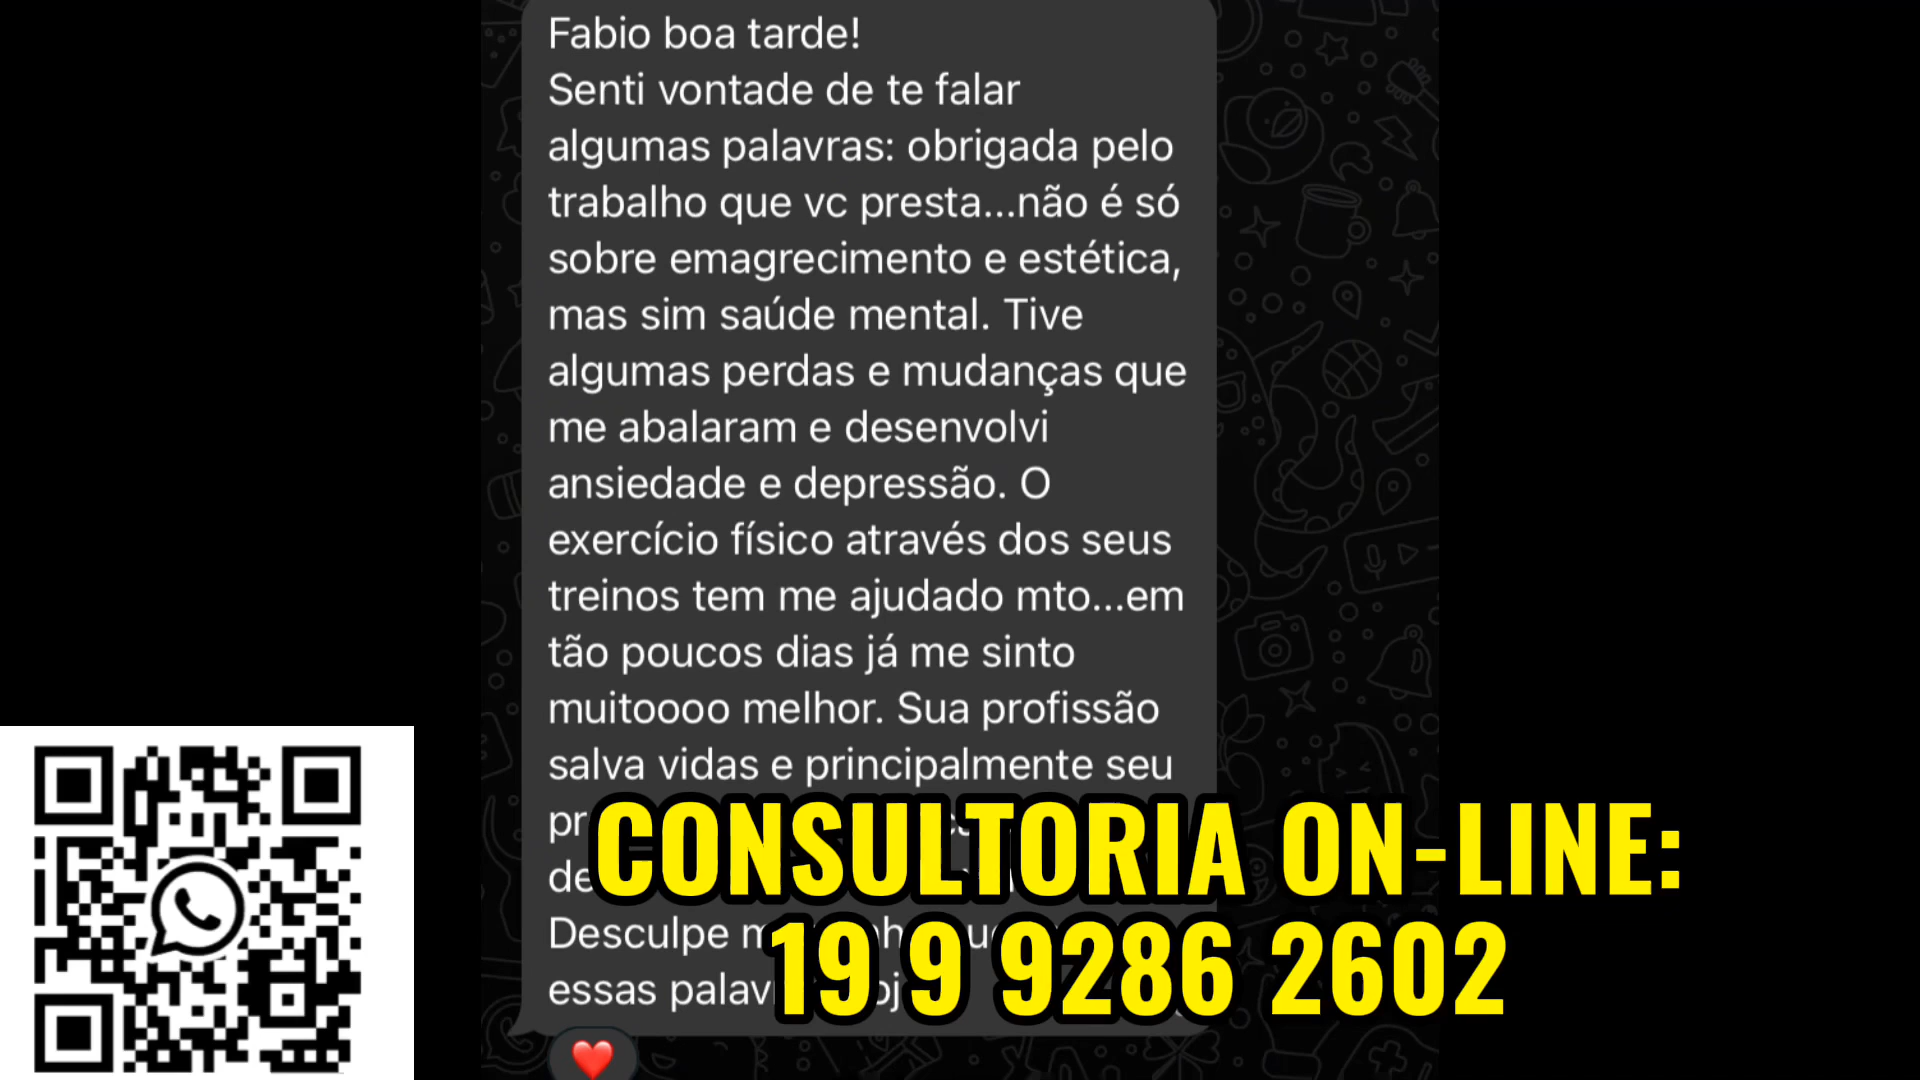 Fabio boa tarde!
Senti vontade de te falar
algumas palavras: obrigada pelo
trabalho que vc presta...não é só
sobre emagrecimento e estética,
mas sim saúde mental. Tive
algumas perdas e mudanças que
me abalaram e desenvolvi
ansiedade e depressão. O
exercício físico através dos seus
treinos tem me ajudado mto...em
tão poucos dias já me sinto
muitoooo melhor. Sua profissão
salva vidas e principalmente seu
Desculpe
essas
CONSULTORIA ON-LINE:
19 9 9286 2602